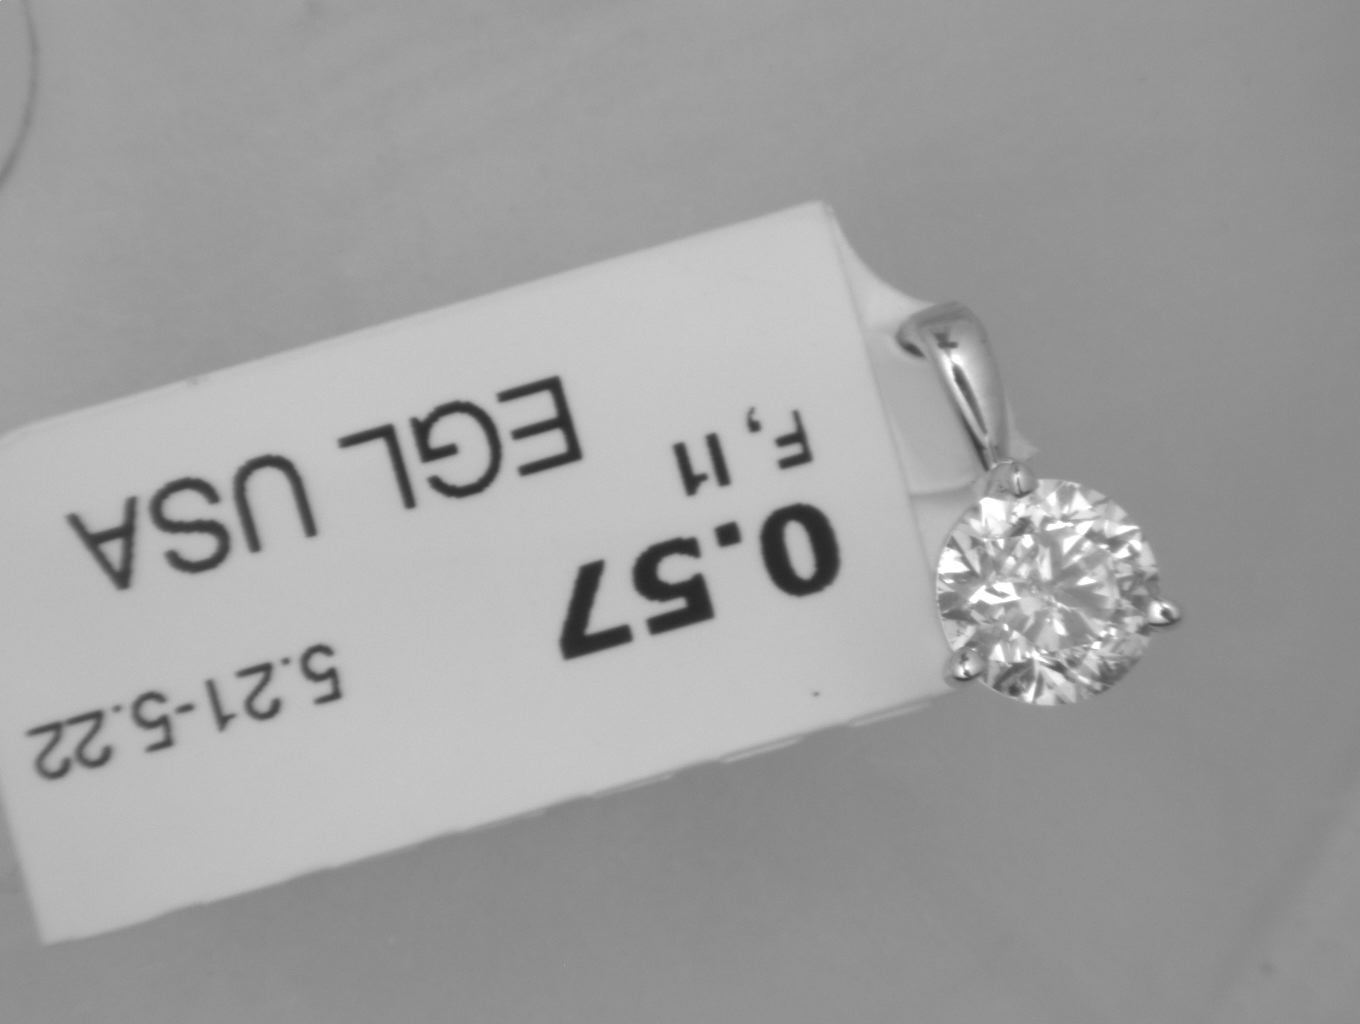 0.57
F, I1
EGL USA
5.21-5.22